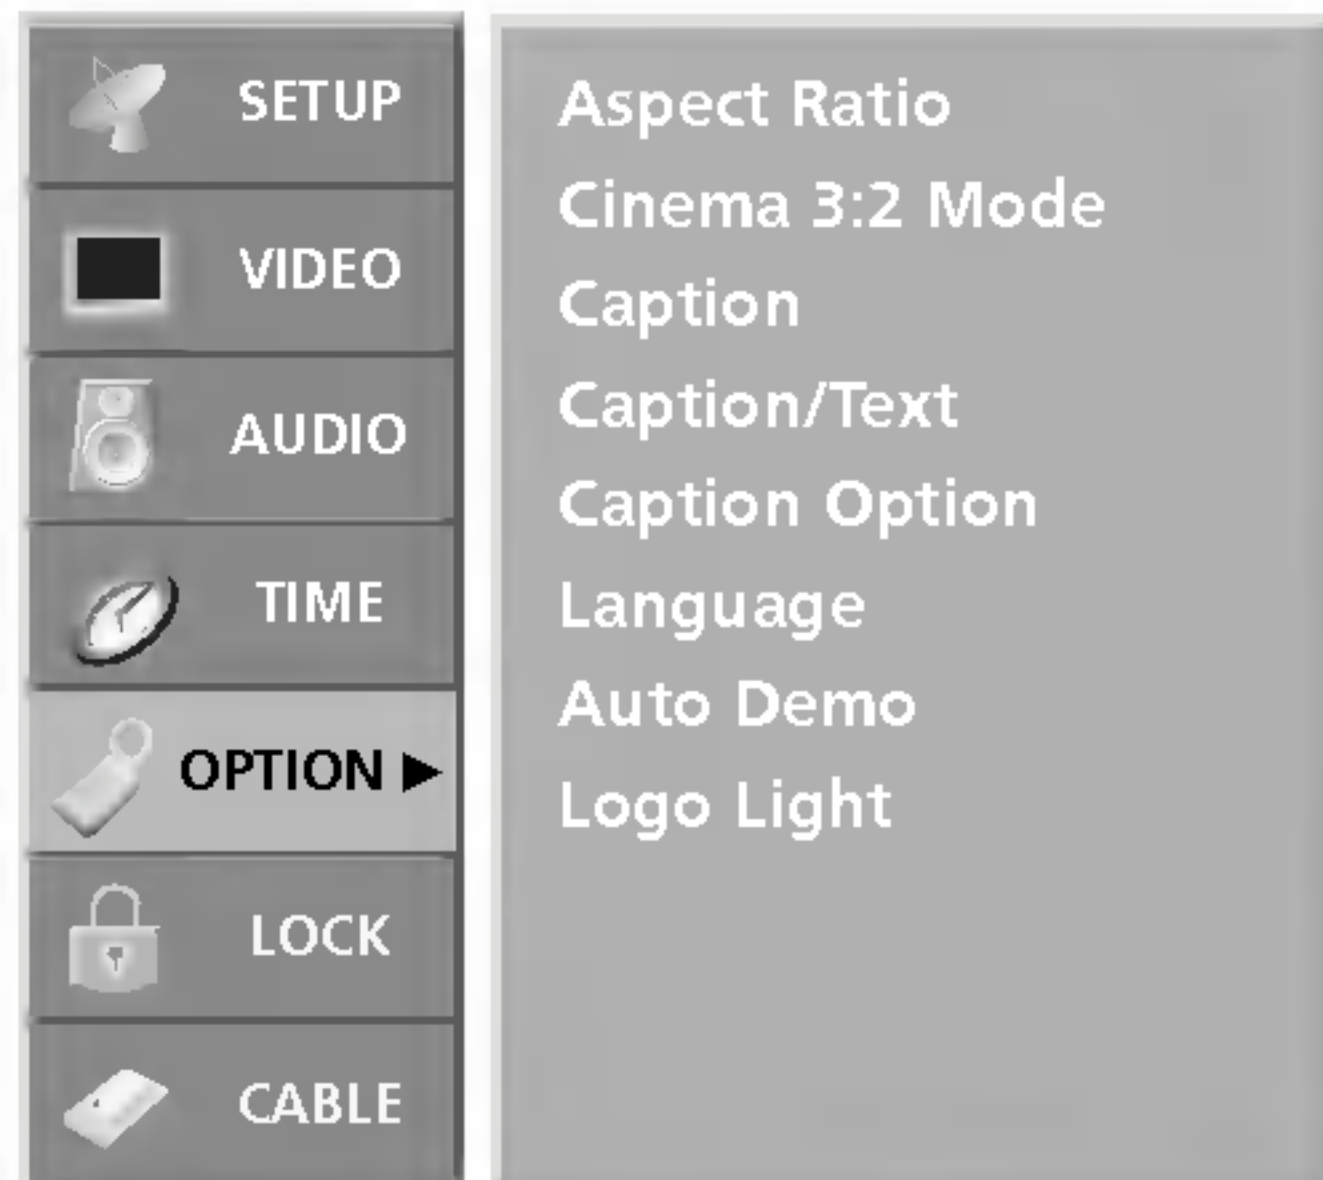 SETUP
VIDEO
AUDIO
TIME
OPTION ►
LOCK
CABLE
Aspect Ratio
Cinema 3:2 Mode
Caption
Caption/Text
Caption Option
Language
Auto Demo
Logo Light